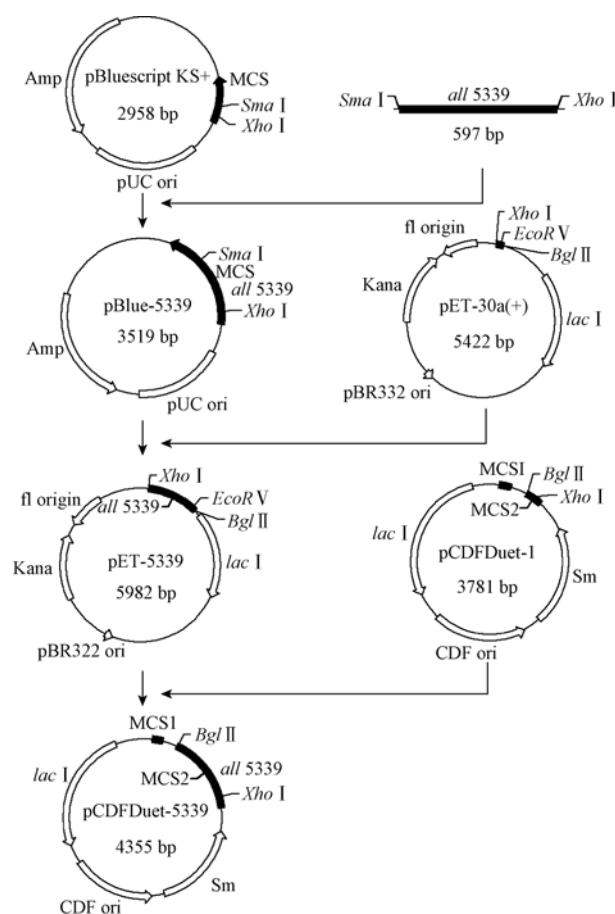 Amp
pBluescript KS+
MCS
Sma I
2958 bp
Xho I
pUC ori
Sma I
all 5339
Xho I
597 bp
Sma I
MCS
all 5339
pBlue-5339
Xho I
3519 bp
Amp
pUC ori
Xho I
fl origin
EcoR V
Bgl II
Kana
pET-30a(+)
lac I
5422 bp
pBR332 ori
Xho I
fl origin
EcoR V
all 5339
Bgl II
pET-5339
lac I
Kana
5982 bp
pBR322 ori
MCSI
Bgl II
Xho I
MCS2
lac I
pCDFDuet-1
3781 bp
Sm
CDF ori
MCS1
Bgl II
lac I
MCS2
all 5339
Xho I
pCDFDuet-5339
4355 bp
Sm
CDF ori